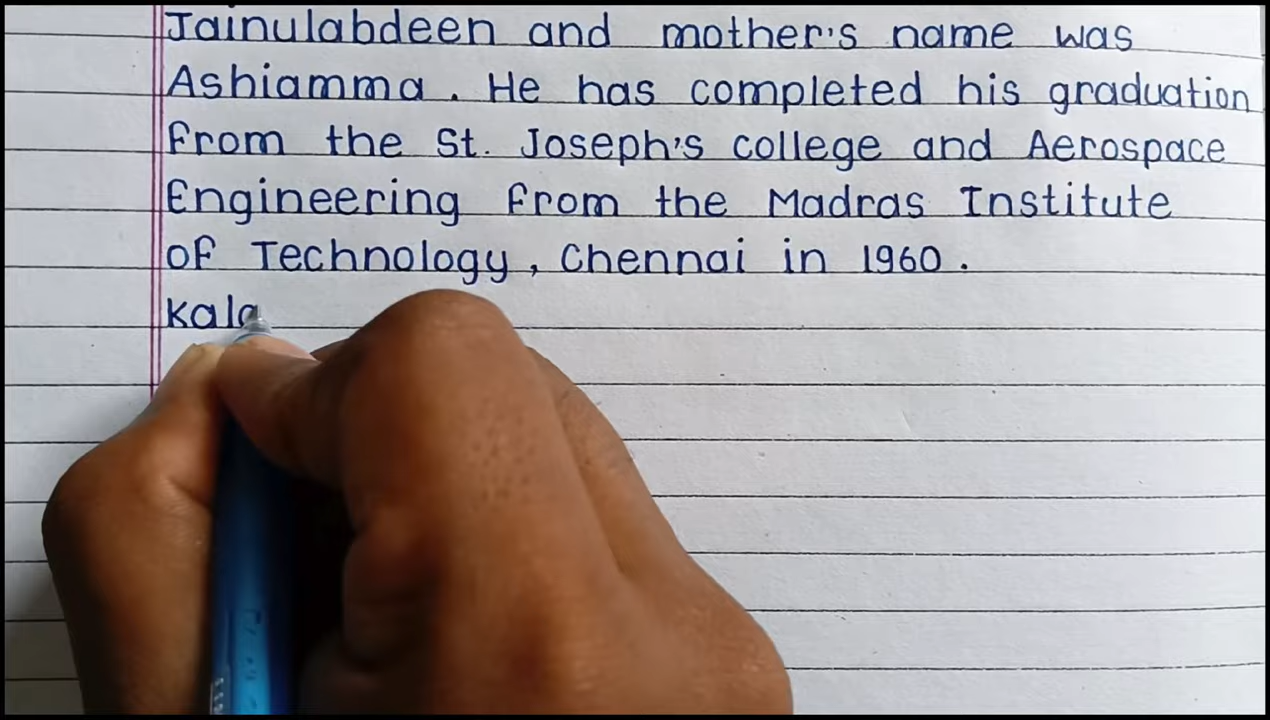 Jainulabdeen and mother's name was
Ashiamma. He has completed his graduation
from the St. Joseph's college and Aerospace
Engineering from the Madras Institute
of Technology, Chennai in 1960.
Kala